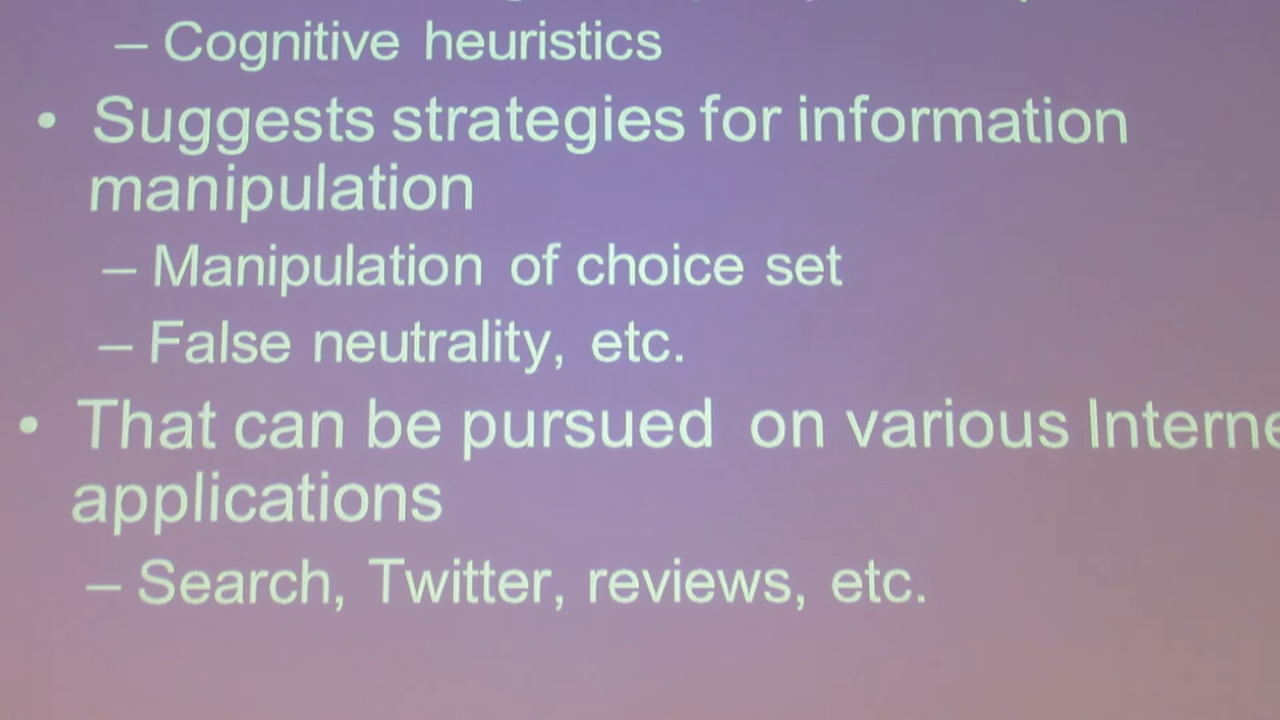 – Cognitive heuristics
• Suggests strategies for information
manipulation
– Manipulation of choice set
– False neutrality, etc.
• That can be pursued on various Interne
applications
– Search, Twitter, reviews, etc.